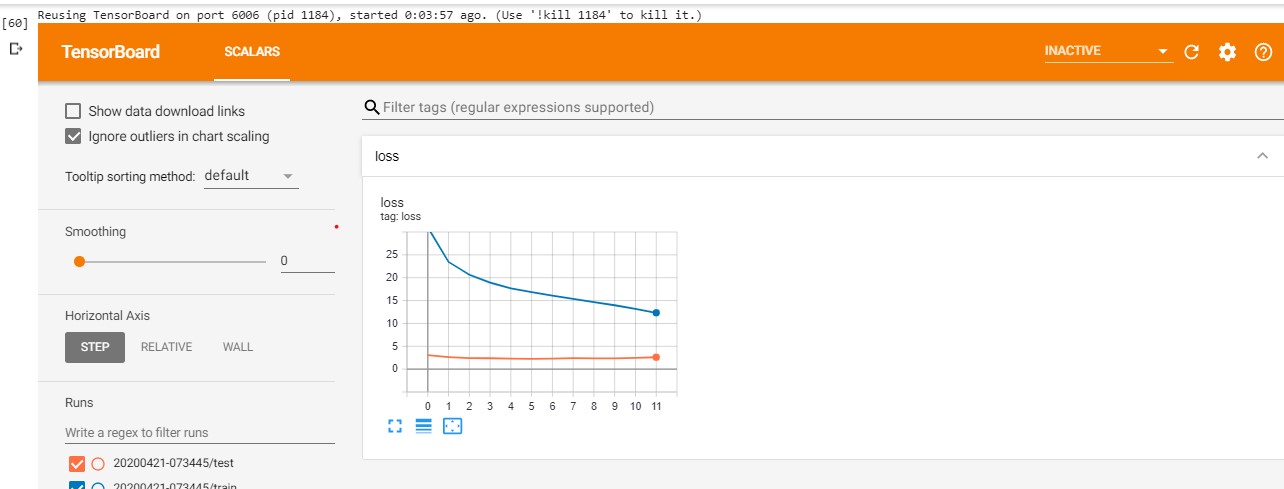 Reusing TensorBoard on port 6006 (pid 1184), started 0:03:57 ago. (Use '!kill 1184' to kill it.)
[60]
TensorBoard
SCALARS
INACTIVE
Show data download links
Ignore outliers in chart scaling
Tooltip sorting method: default
Smoothing
0
Horizontal Axis
STEP RELATIVE WALL
Runs
Write a regex to filter runs
20200421-073445/test
20200421-073445/train
Filter tags (regular expressions supported)
loss
loss
tag: loss
25
20
15
10
5
0
0 1 2 3 4 5 6 7 8 9 10 11